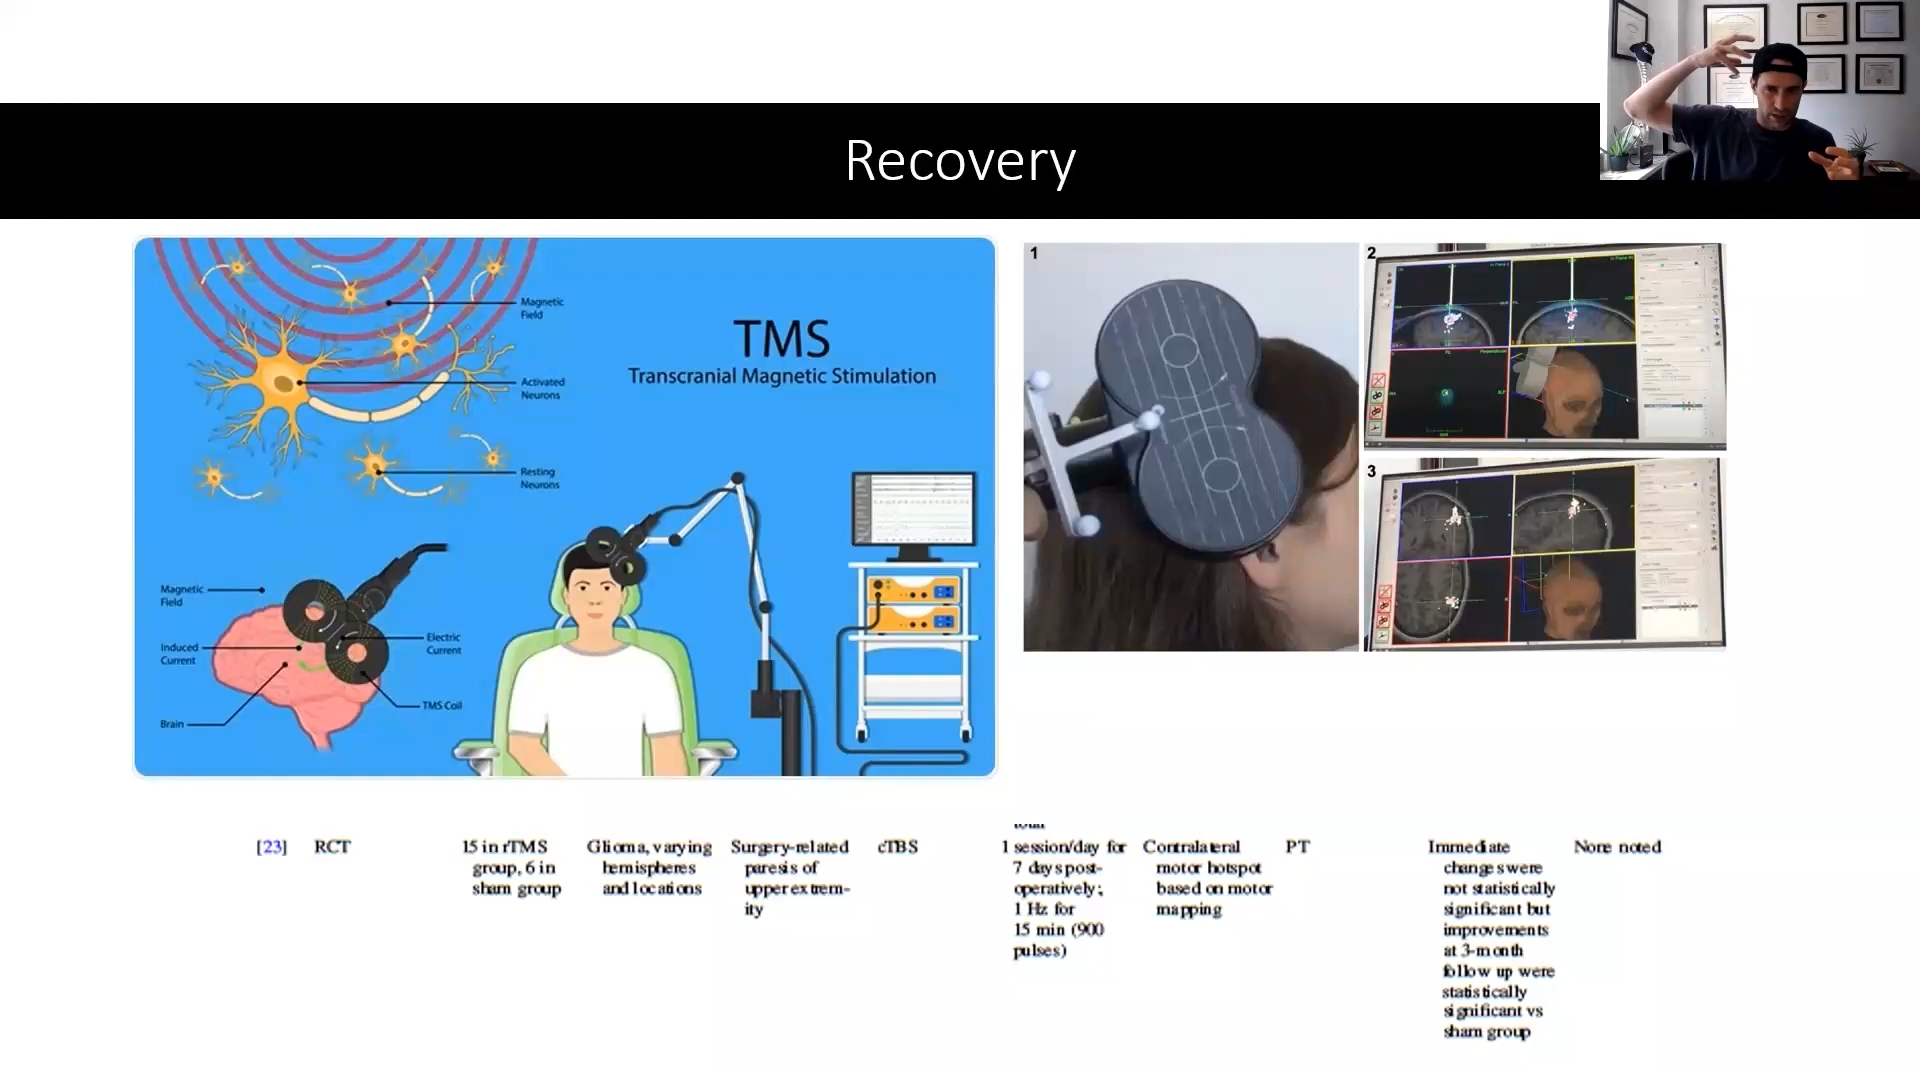 Recovery
Magnetic
Field
Activated
Neurons
Resting
Neurons
TMS
Transcranial Magnetic Stimulation
Magnetic
Field
Induced
Current
Brain
Electric
Current
TMS Coil
1
2
3
[23]
RCT
15 in rTMS
group, 6 in
sham group
Glioma, varying
hemispheres
and locations
Surgery-related
paresis of
upper extrem-
ity
cTBS
1 session/day for
7 days post-
operatively;
1 Hz for
15 min (900
pulses)
Contralateral
motor hotspot
based on motor
mapping
PT
Immediate
changes were
not statistically
significant but
improvements
at 3-month
follow up were
statistically
significant vs
sham group
None noted